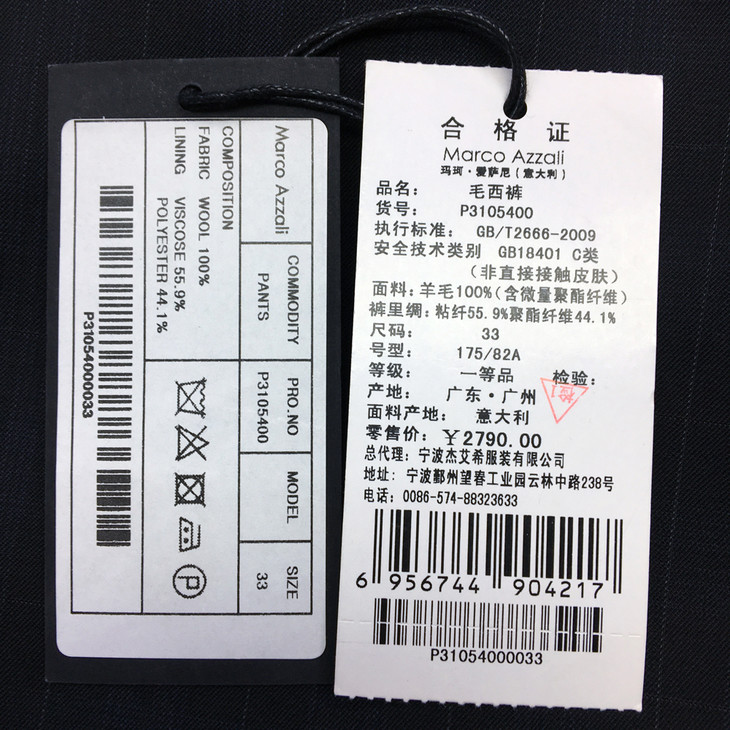 Marco Azzali
COMMODITY
PANTS
PRO.NO
P3105400
MODEL
SIZE
33
COMPOSITION
FABRIC WOOL 100%
LINING VISCOSE 55.9%
POLYESTER 44.1%
P
P31054000033
合格证
Marco Azzali
玛珂·爱萨尼(意大利)
品名: 毛西裤
货号: P3105400
执行标准: GB/T2666-2009
安全技术类别 GB18401 C类
(非直接接触皮肤)
面料: 羊毛100%(含微量聚酯纤维)
裤里绸: 粘纤55.9%聚酯纤维44.1%
尺码: 33
号型: 175/82A
等级: 一等品 检验:
产地: 广东·广州
检1
面料产地: 意大利
零售价: ¥2790.00
总代理: 宁波杰艾希服装有限公司
地址: 宁波鄞州望春工业园云林中路238号
电话: 0086-574-88323633
6 956744 904217
P31054000033